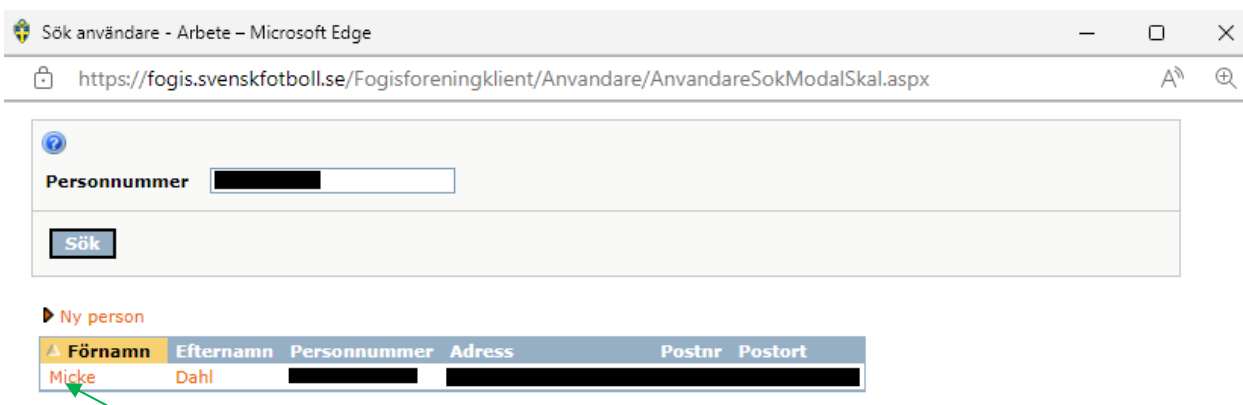 Sök användare - Arbete – Microsoft Edge
https://fogis.svenskfotboll.se/Fogisforeningklient/Anvandare/AnvandareSokModalSkal.aspx
Personnummer
Sök
Ny person
Förnamn Efternamn Personnummer Adress Postnr Postort
Micke Dahl